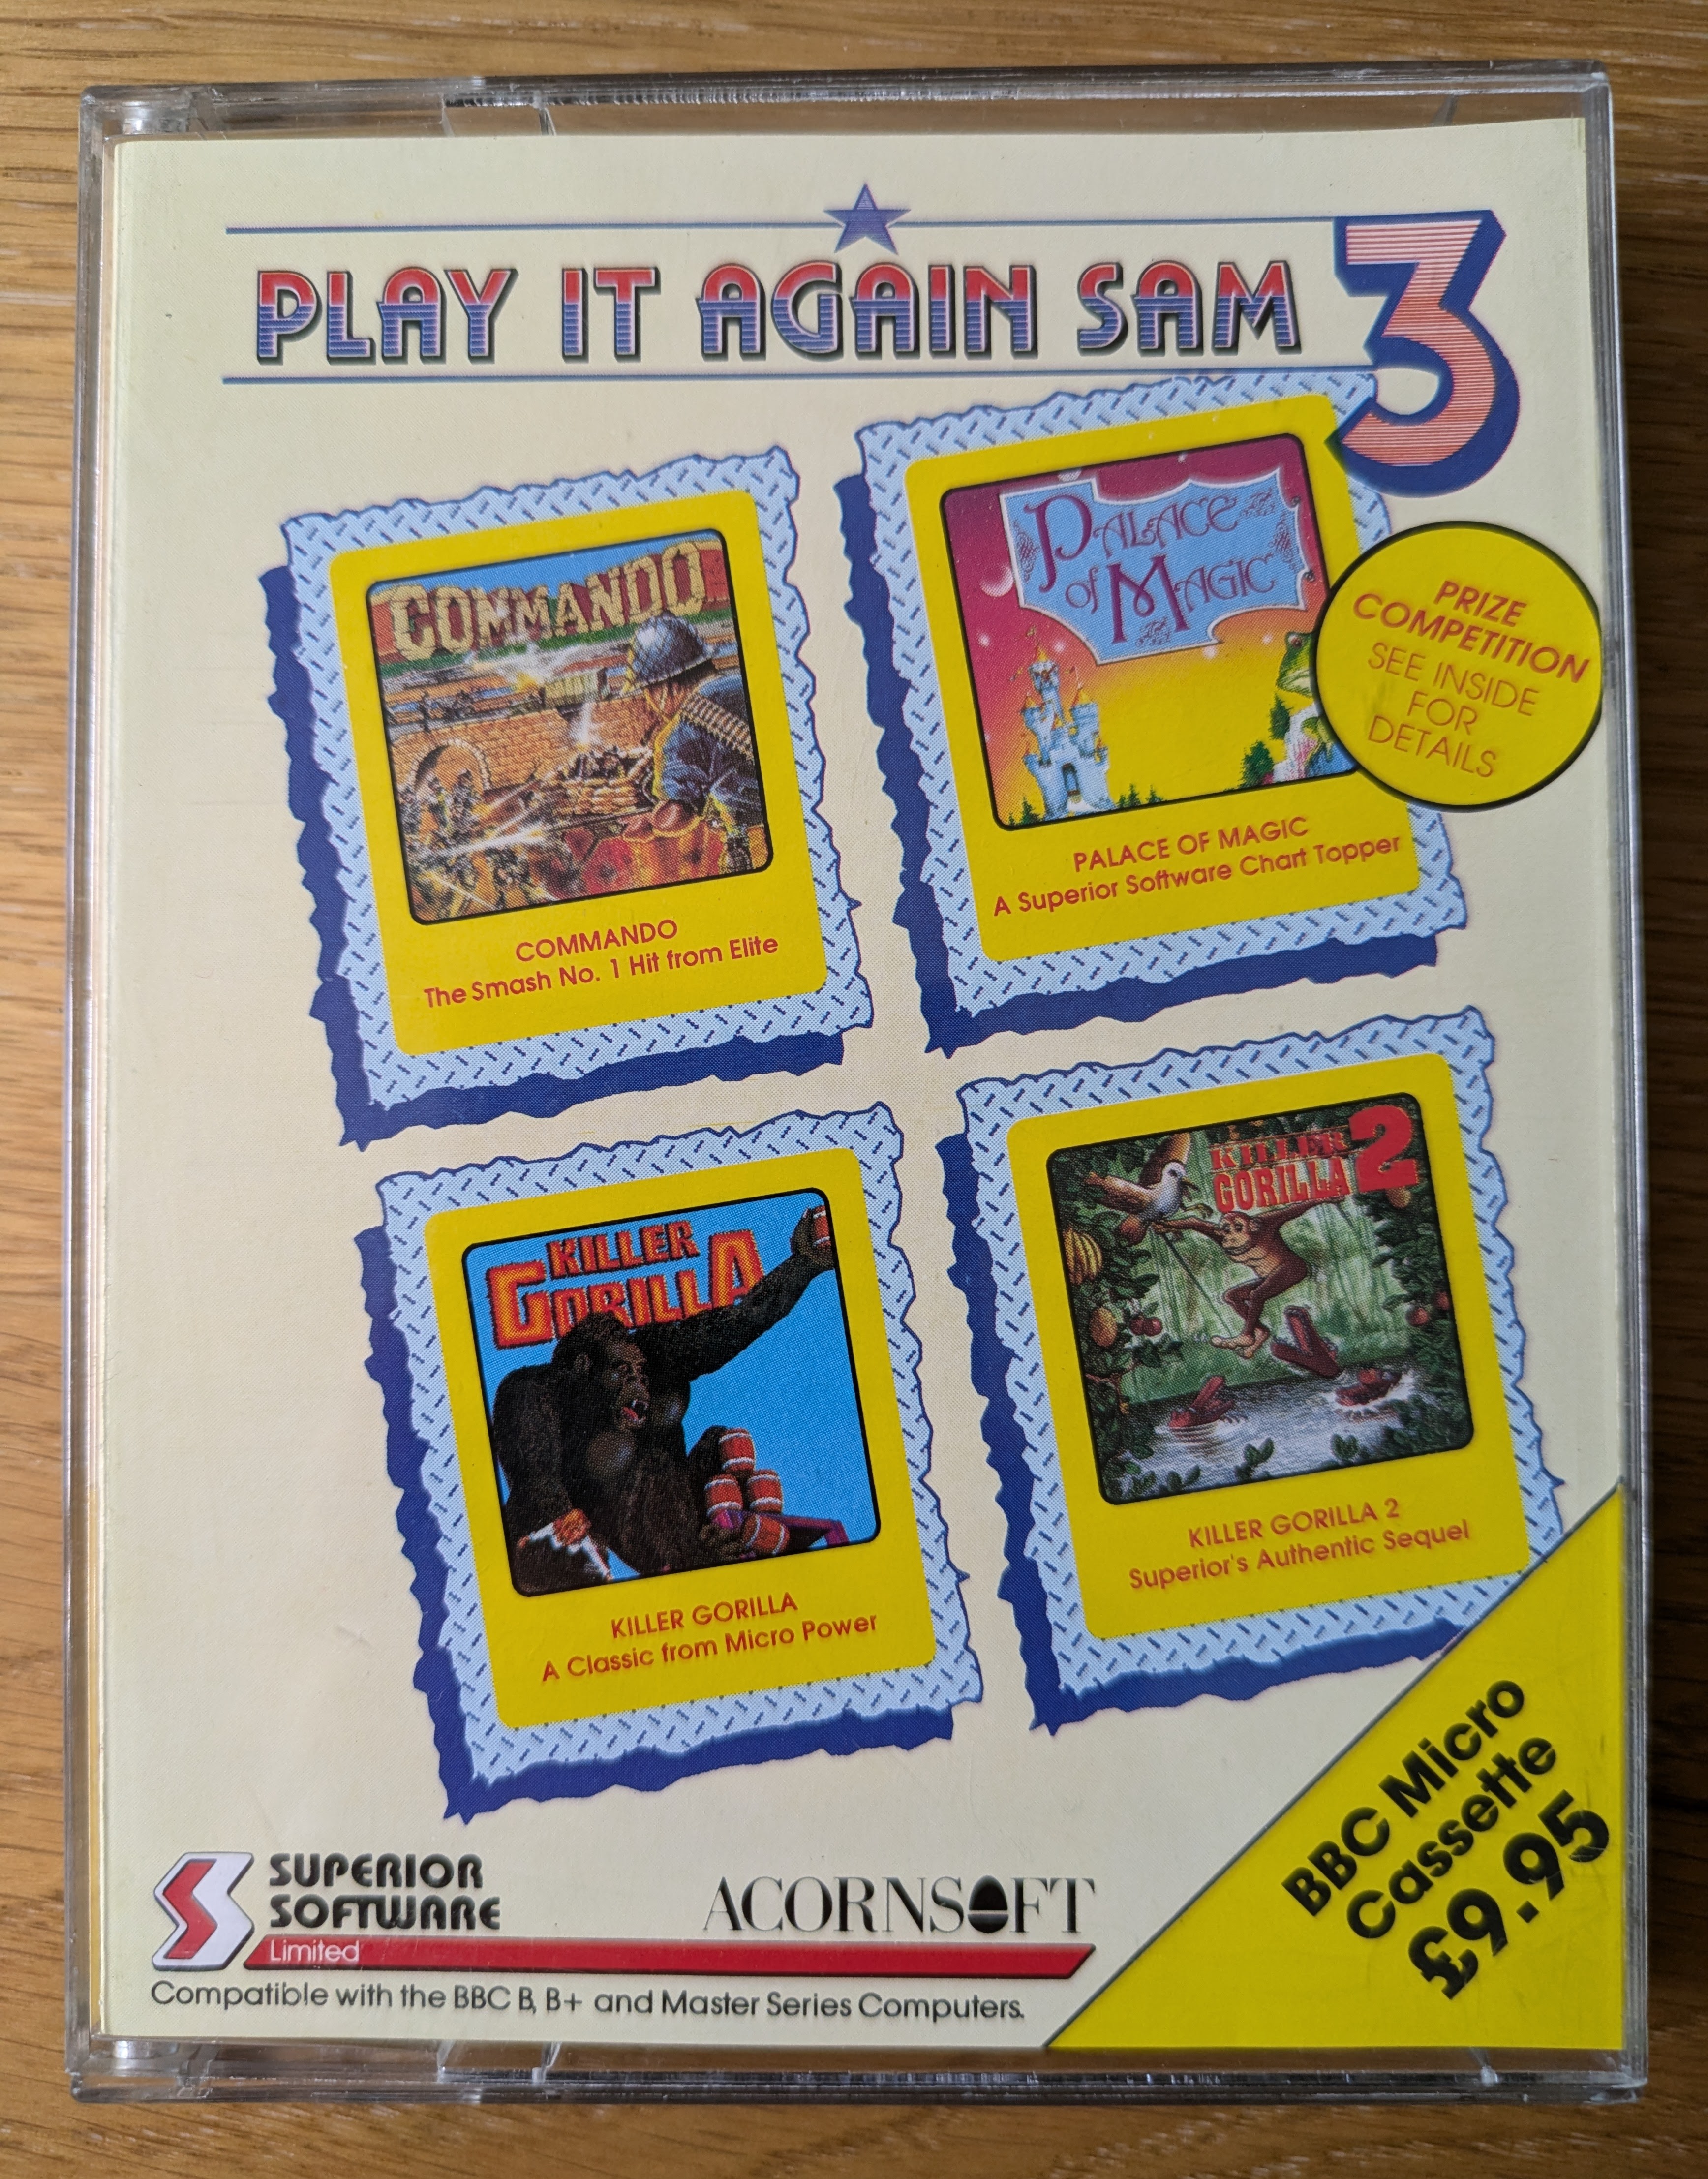 PLAY IT AGAIN SAM 3
COMMANDO
COMMANDO
The Smash No. 1 Hit from Elite
PALACE
OF MAGIC
PALACE OF MAGIC
A Superior Software Chart Topper
PRIZE
COMPETITION
SEE INSIDE
FOR
DETAILS
KILLER
GORILLA
KILLER GORILLA
A Classic from Micro Power
KILLER
GORILLA 2
KILLER GORILLA 2
Superior's Authentic Sequel
SUPERIOR
SOFTWARE
Limited
ACORNSOFT
Compatible with the BBC B, B+ and Master Series Computers.
BBC Micro
Cassette
£9.95